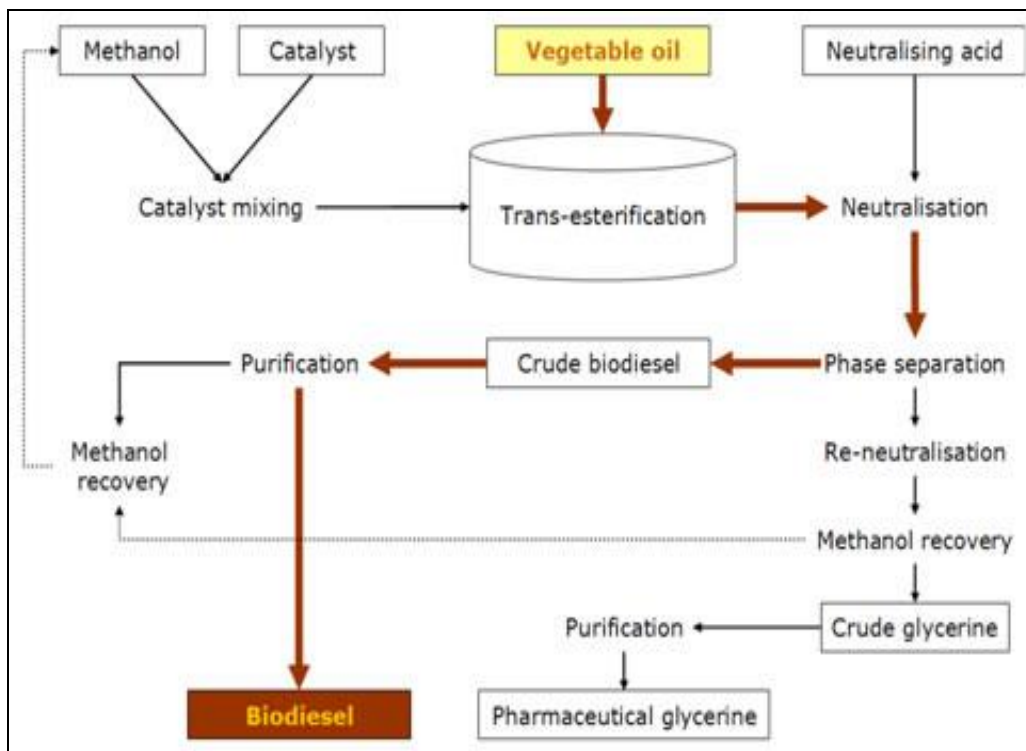 Methanol
Catalyst
Vegetable oil
Neutralising acid
Catalyst mixing
Trans-esterification
Neutralisation
Purification
Crude biodiesel
Phase separation
Methanol
recovery
Re-neutralisation
Methanol recovery
Purification
Crude glycerine
Biodiesel
Pharmaceutical glycerine